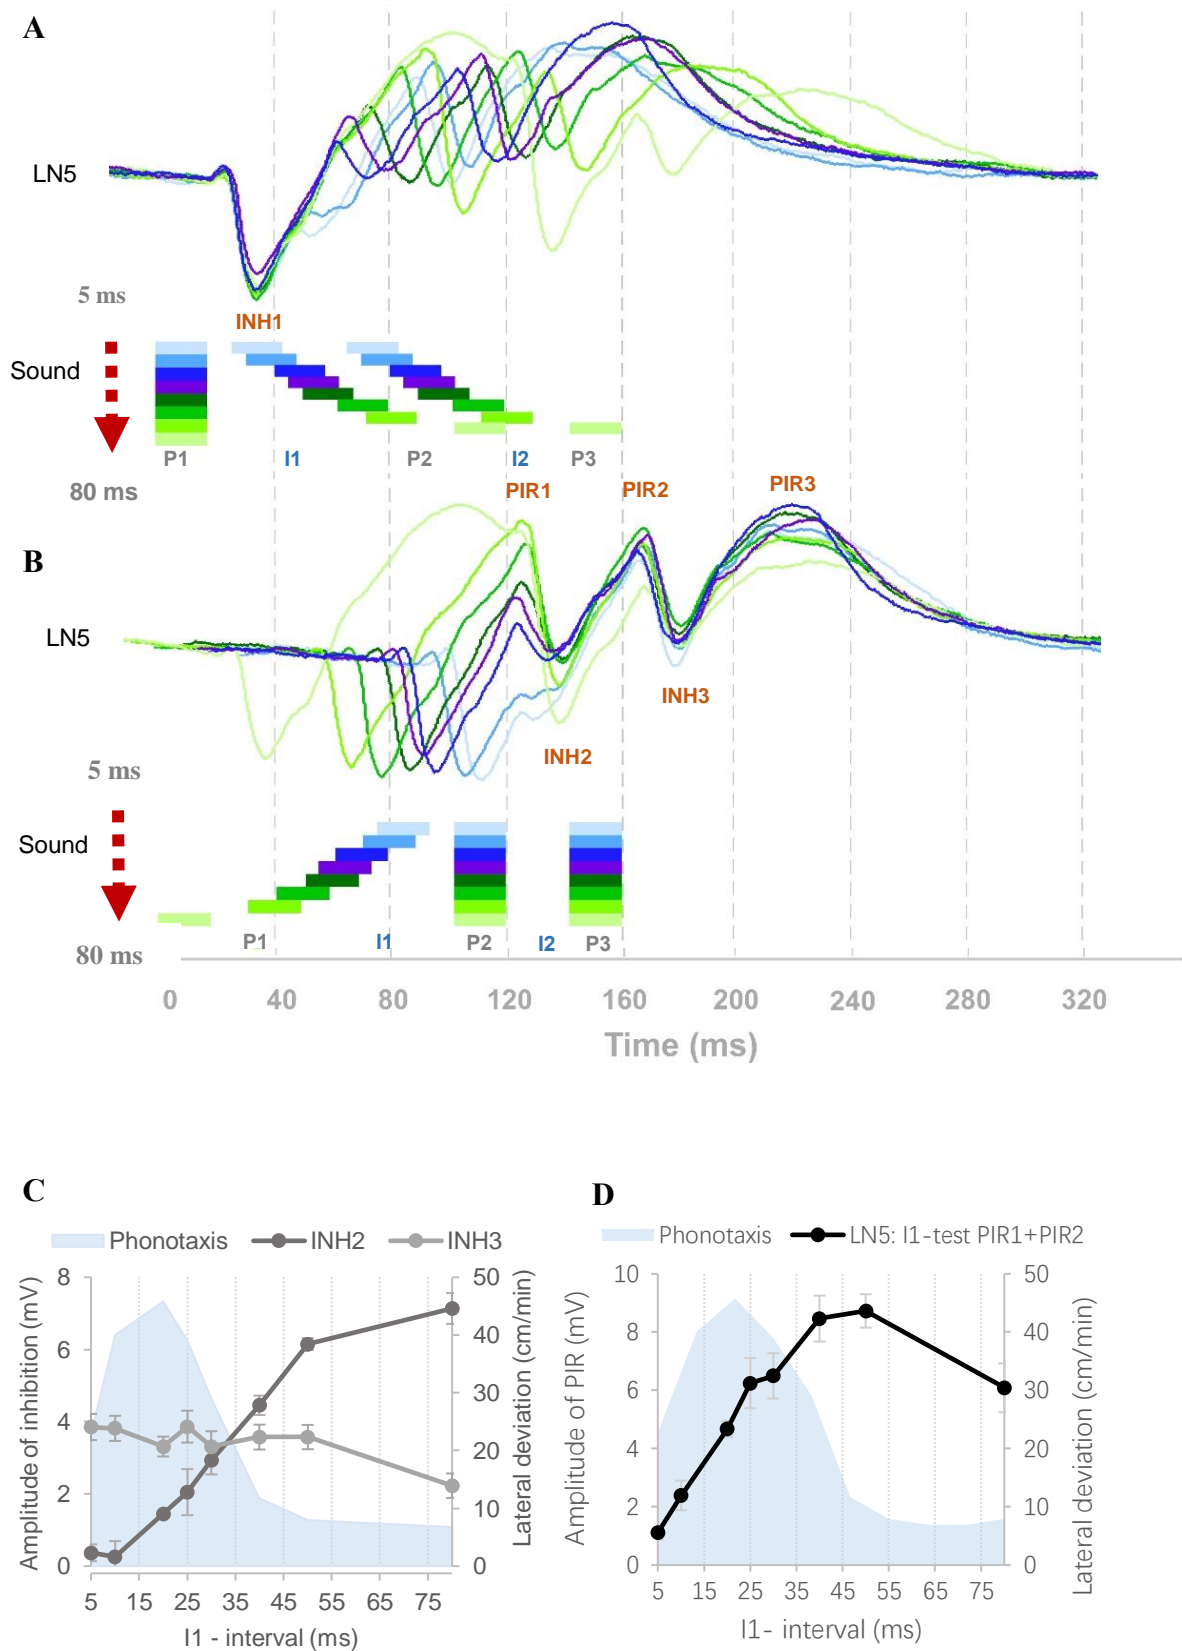 A
LN5
5 ms
INH1
Sound
P1 I1 P2 I2 P3
80 ms
PIR1 PIR2 PIR3
B
LN5
INH3
INH2
5 ms
Sound
P1 I1 P2 I2 P3
80 ms
0 40 80 120 160 200 240 280 320
Time (ms)
C
Phonotaxis INH2 INH3
Amplitude of inhibition (mV)
8
6
4
2
0
50
40
30
20
10
0
Lateral deviation (cm/min)
5 15 25 35 45 55 65 75
I1 - interval (ms)
D
Phonotaxis LN5: I1-test PIR1+PIR2
Amplitude of PIR (mV)
10
8
6
4
2
0
50
40
30
20
10
0
Lateral deviation (cm/min)
5 15 25 35 45 55 65 75
I1- interval (ms)